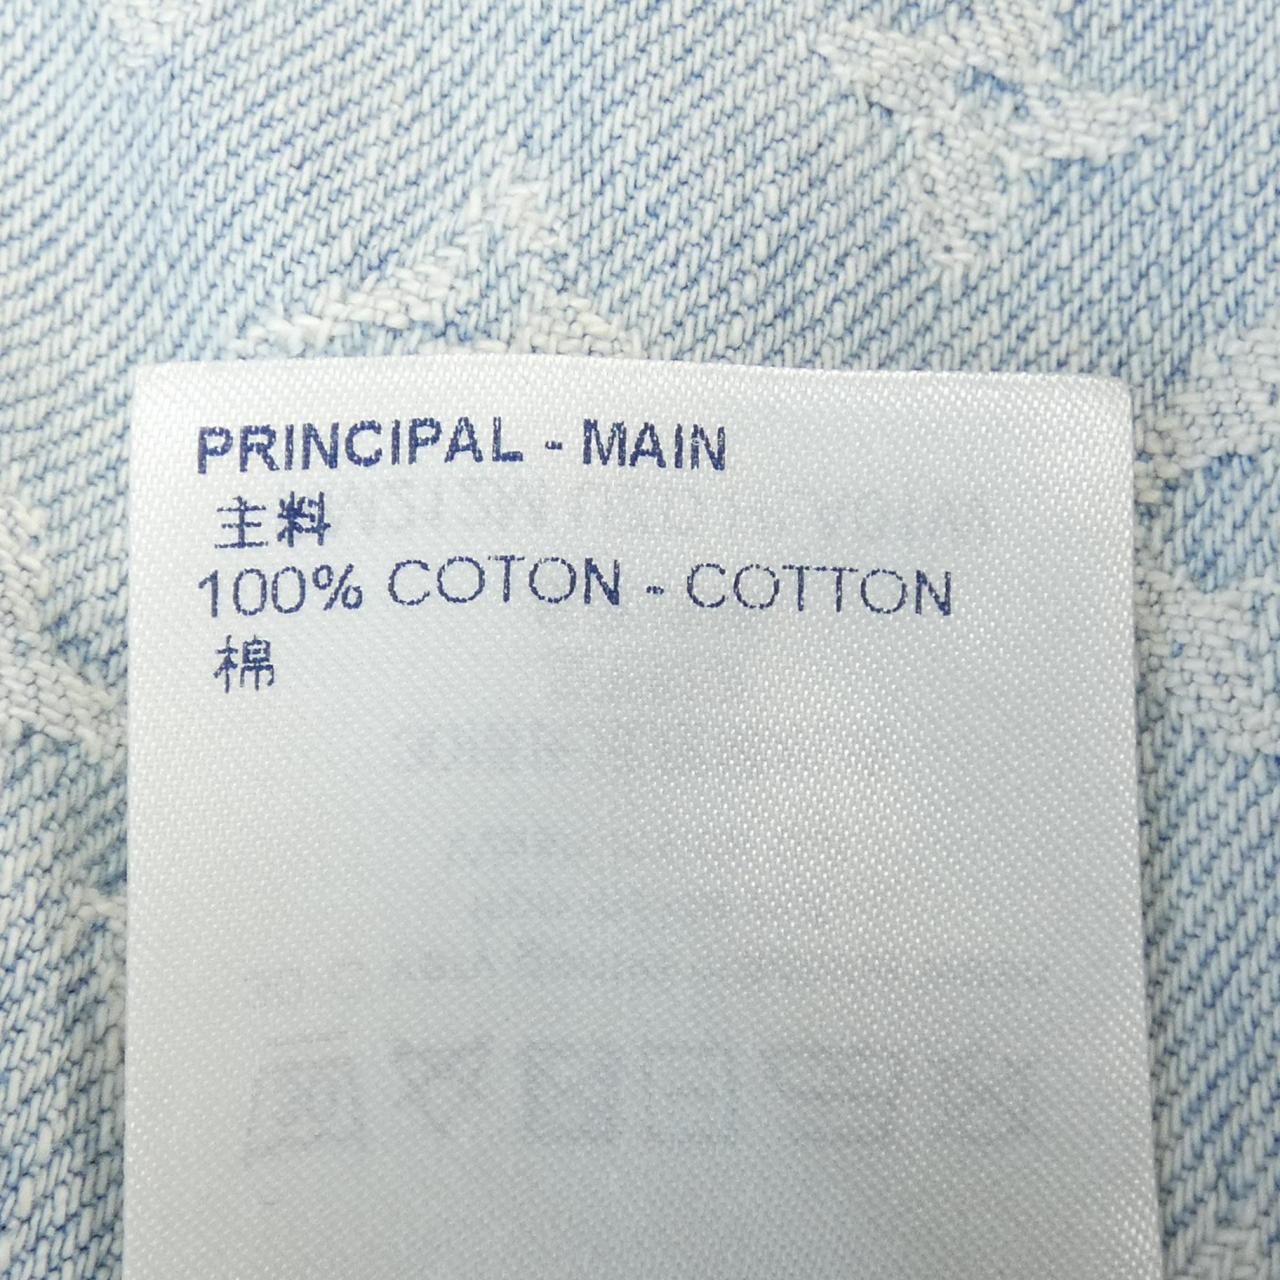 PRINCIPAL - MAIN
主料
100% COTON - COTTON
棉